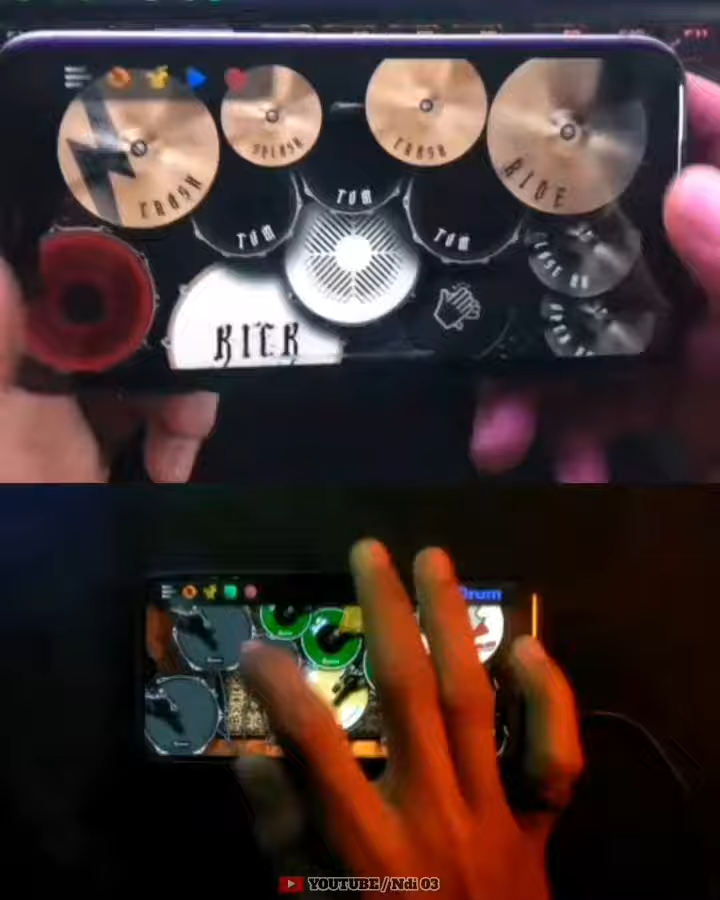 CRASH
SPLASH
CRASH
RIDE
TOM
TOM
TOM
CLOSE HH
OPEN HH
KICK
Drum
YOUTUBE / Ndi 03